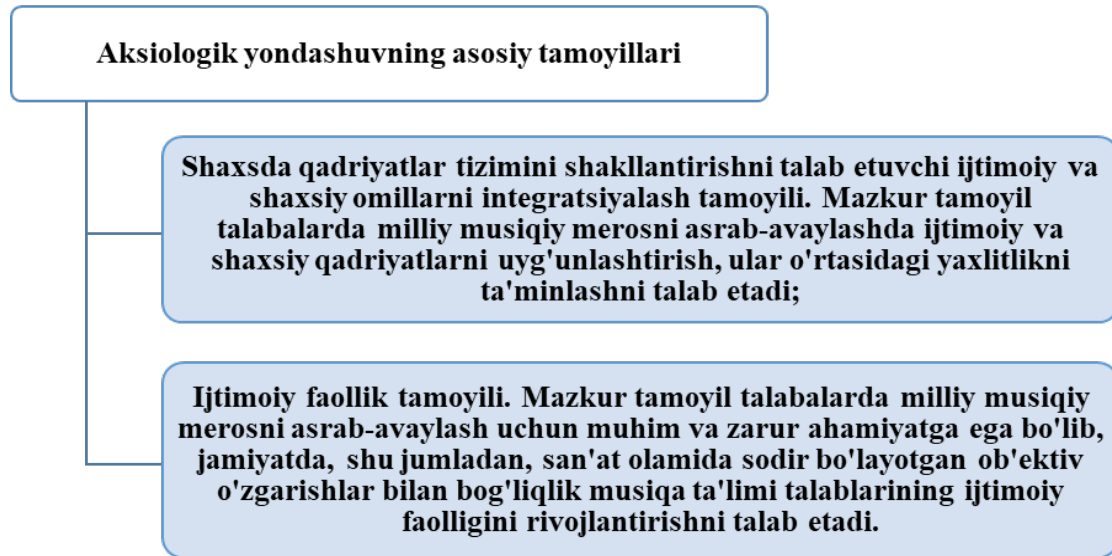 Aksiologik yondashuvning asosiy tamoyillari
Shaxsda qadriyatlar tizimini shakllantirishni talab etuvchi ijtimoiy va
shaxsiy omillarni integratsiyalash tamoyili. Mazkur tamoyil
talabalarda milliy musiqiy merosni asrab-avaylashda ijtimoiy va
shaxsiy qadriyatlarni uyg'unlashtirish, ular o'rtasidagi yaxlitlikni
ta'minlashni talab etadi;
Ijtimoiy faollik tamoyili. Mazkur tamoyil talabalarda milliy musiqiy
merosni asrab-avaylash uchun muhim va zarur ahamiyatga ega bo'lib,
jamiyatda, shu jumladan, san'at olamida sodir bo'layotgan ob'ektiv
o'zgarishlar bilan bog'liqlik musiqa ta'limi talablarining ijtimoiy
faolligini rivojlantirishni talab etadi.